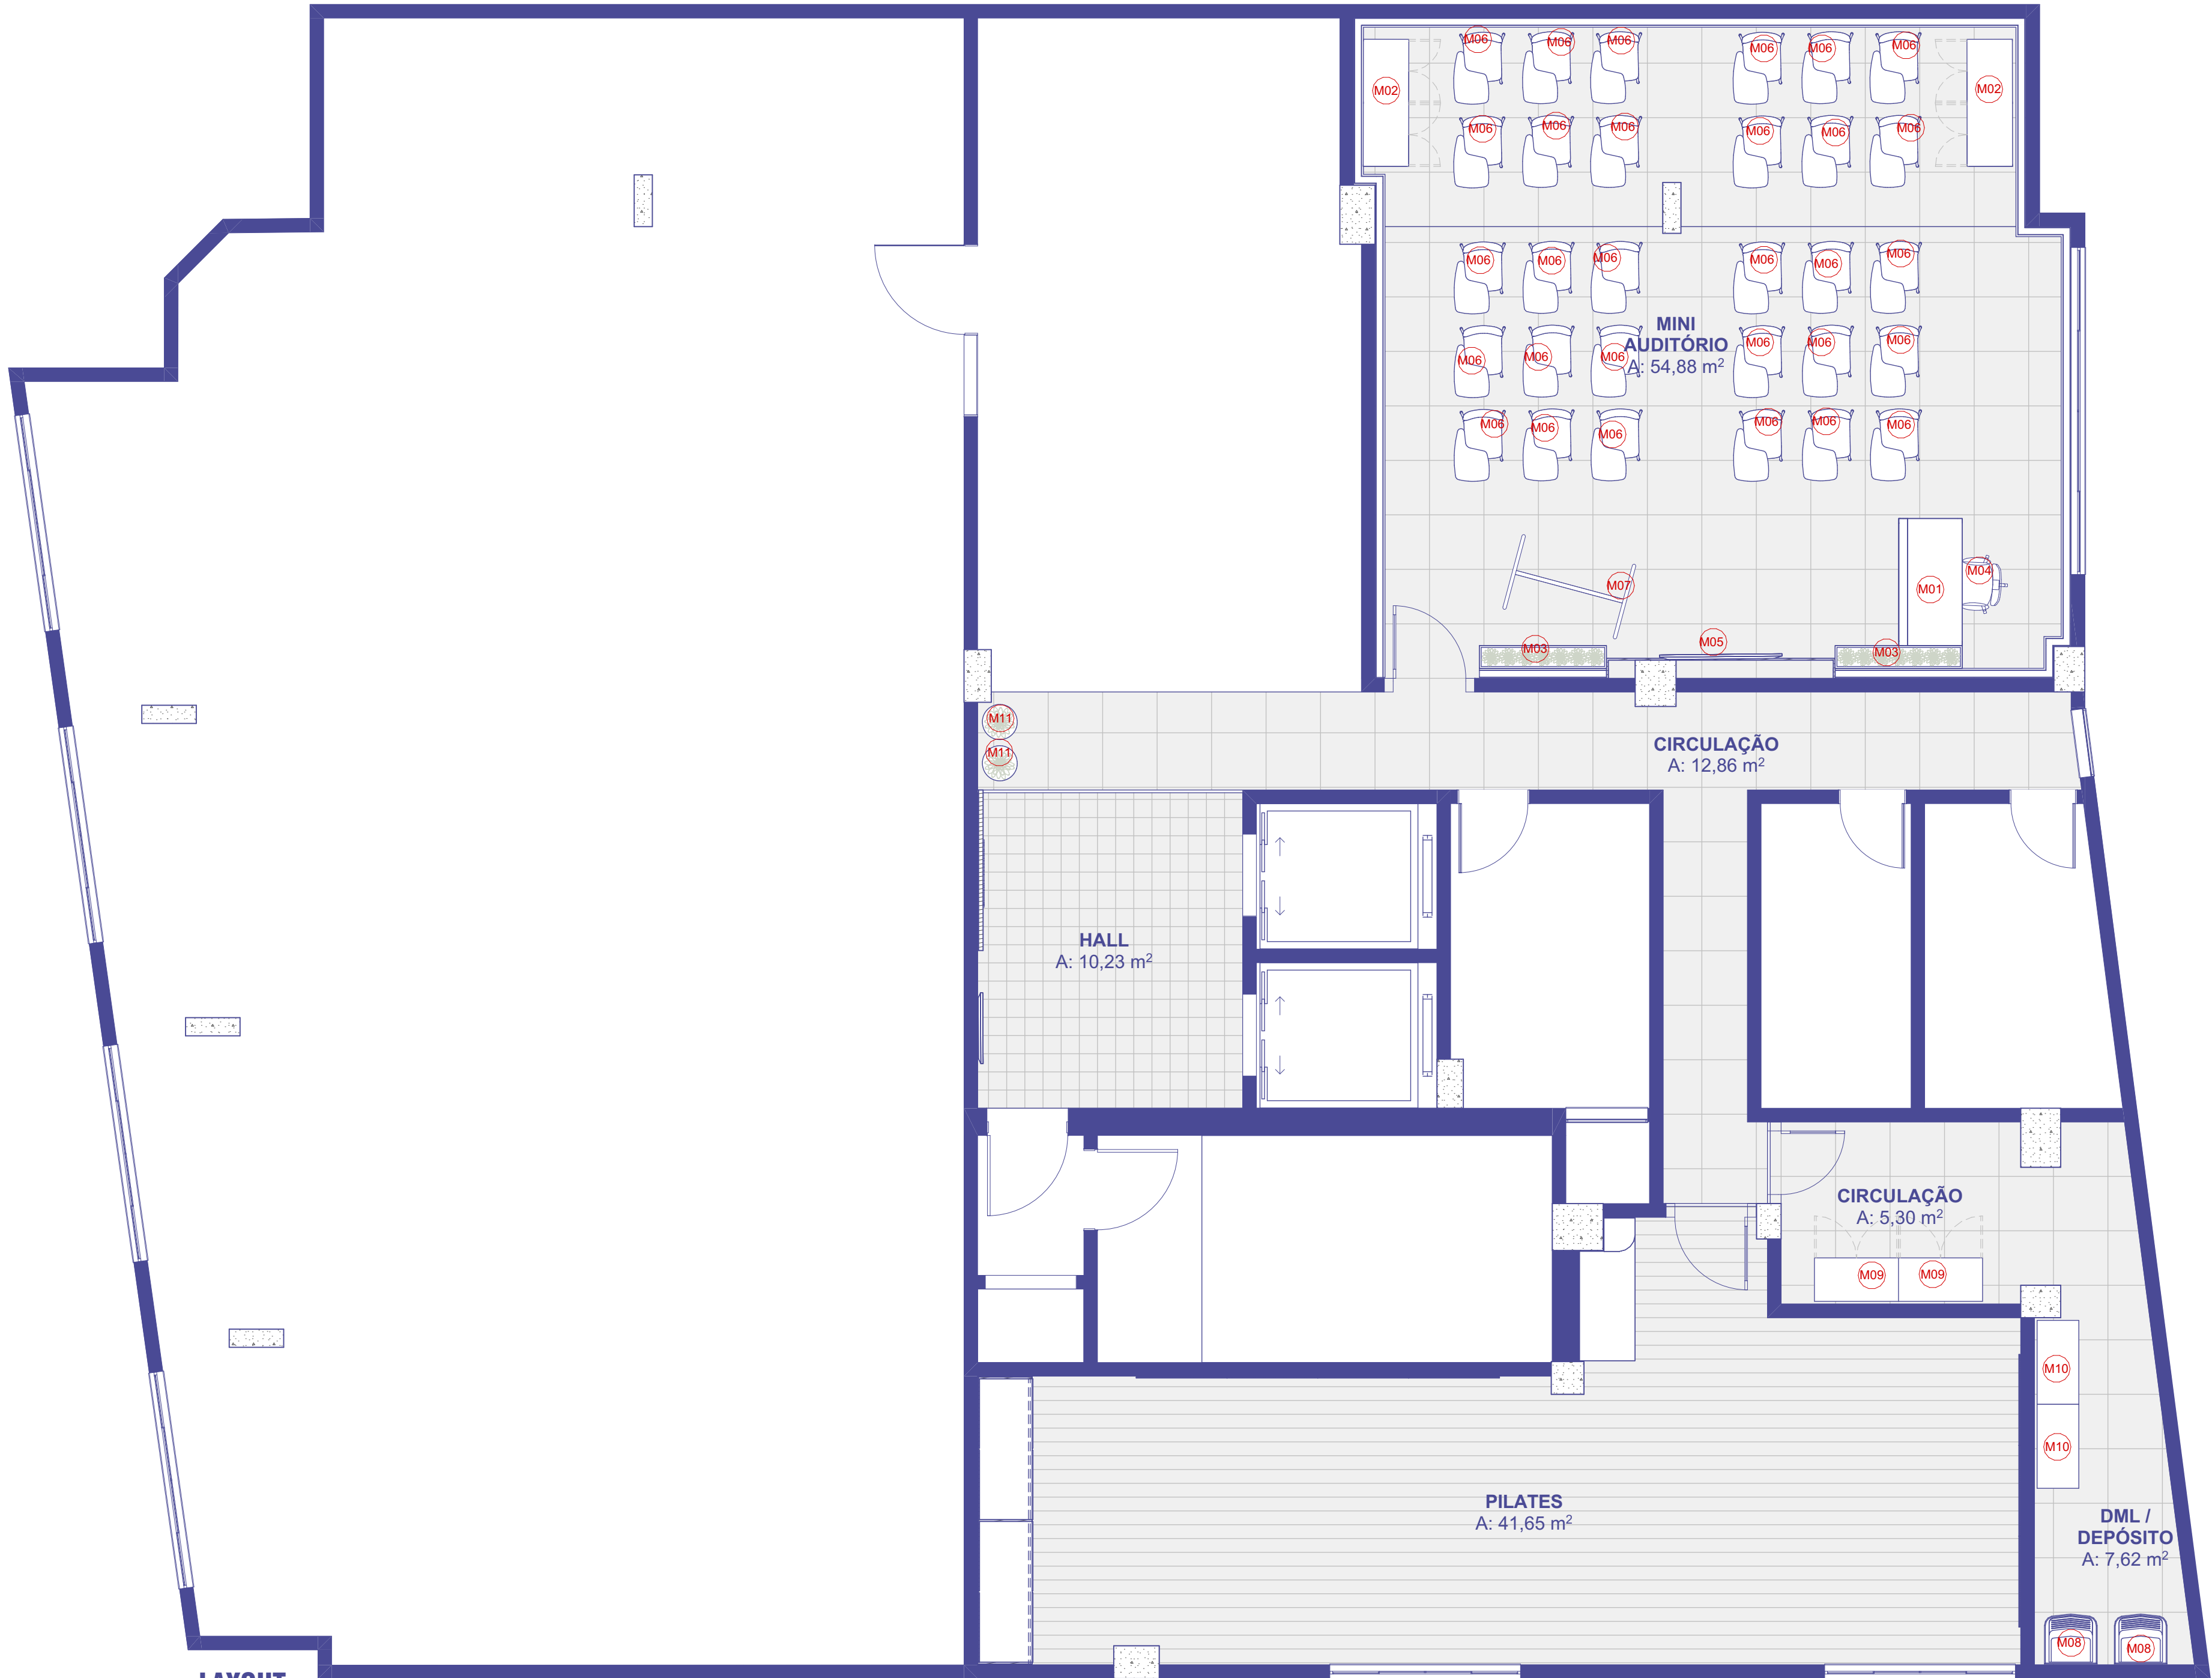 M06 M06 M06 M06 M06 M06
M02 M02
M06 M06 M06 M06 M06 M06
M06 M06 M06 M06 M06 M06
MINI
AUDITÓRIO
A: 54,88 m²
M06 M06 M06 M06 M06 M06
M06 M06 M06 M06 M06 M06
M07 M01 M04
M03 M05 M03
M11
M11
CIRCULAÇÃO
A: 12,86 m²
HALL
A: 10,23 m²
CIRCULAÇÃO
A: 5,30 m²
M09 M09
M10
M10
PILATES
A: 41,65 m²
DML /
DEPÓSITO
A: 7,62 m²
M08 M08
LAYOUT